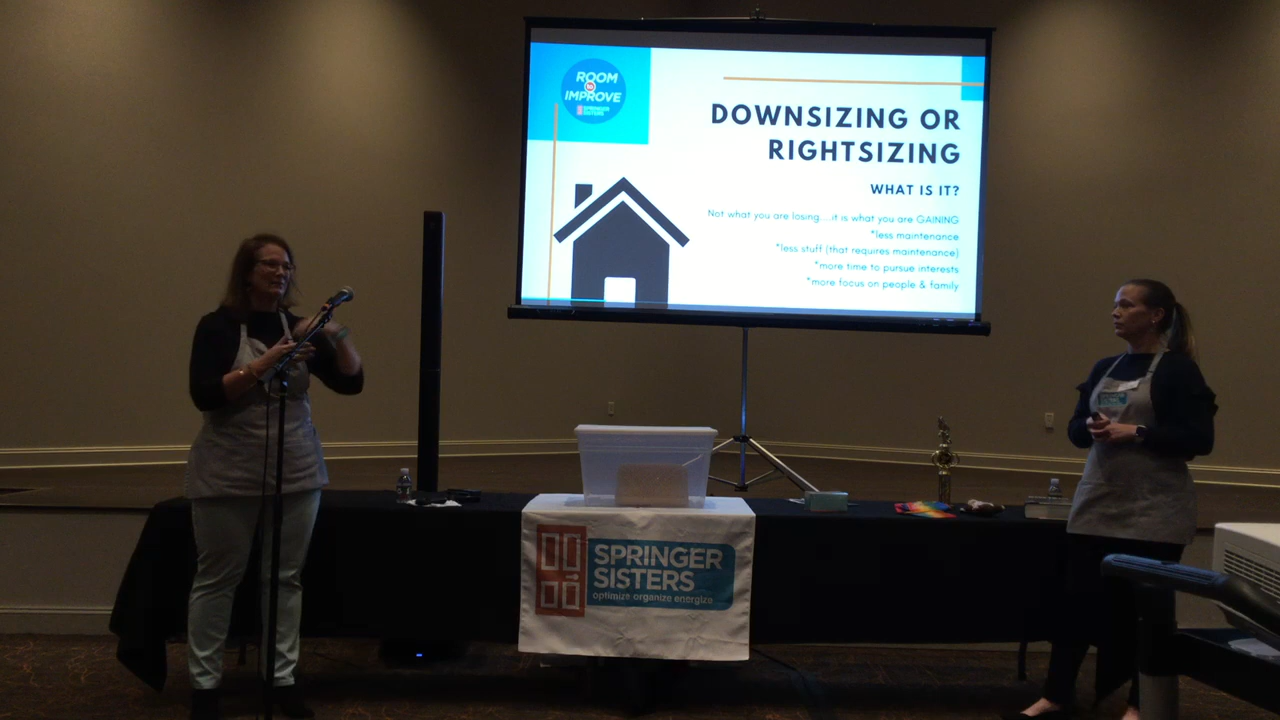 ROOM
to
IMPROVE
SPRINGER
SISTERS
DOWNSIZING OR
RIGHTSIZING
WHAT IS IT?
Not what you are losing....it is what you are GAINING
*less maintenance
*less stuff (that requires maintenance)
*more time to pursue interests
*more focus on people & family
SPRINGER
SISTERS
optimize organize energize